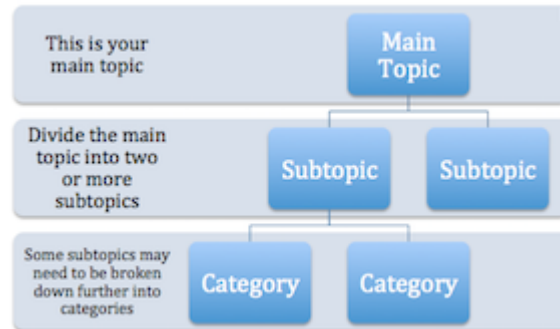 This is your
main topic
Main
Topic
Divide the main
topic into two
or more
subtopics
Subtopic
Subtopic
Some subtopics may
need to be broken
down further into
categories
Category
Category